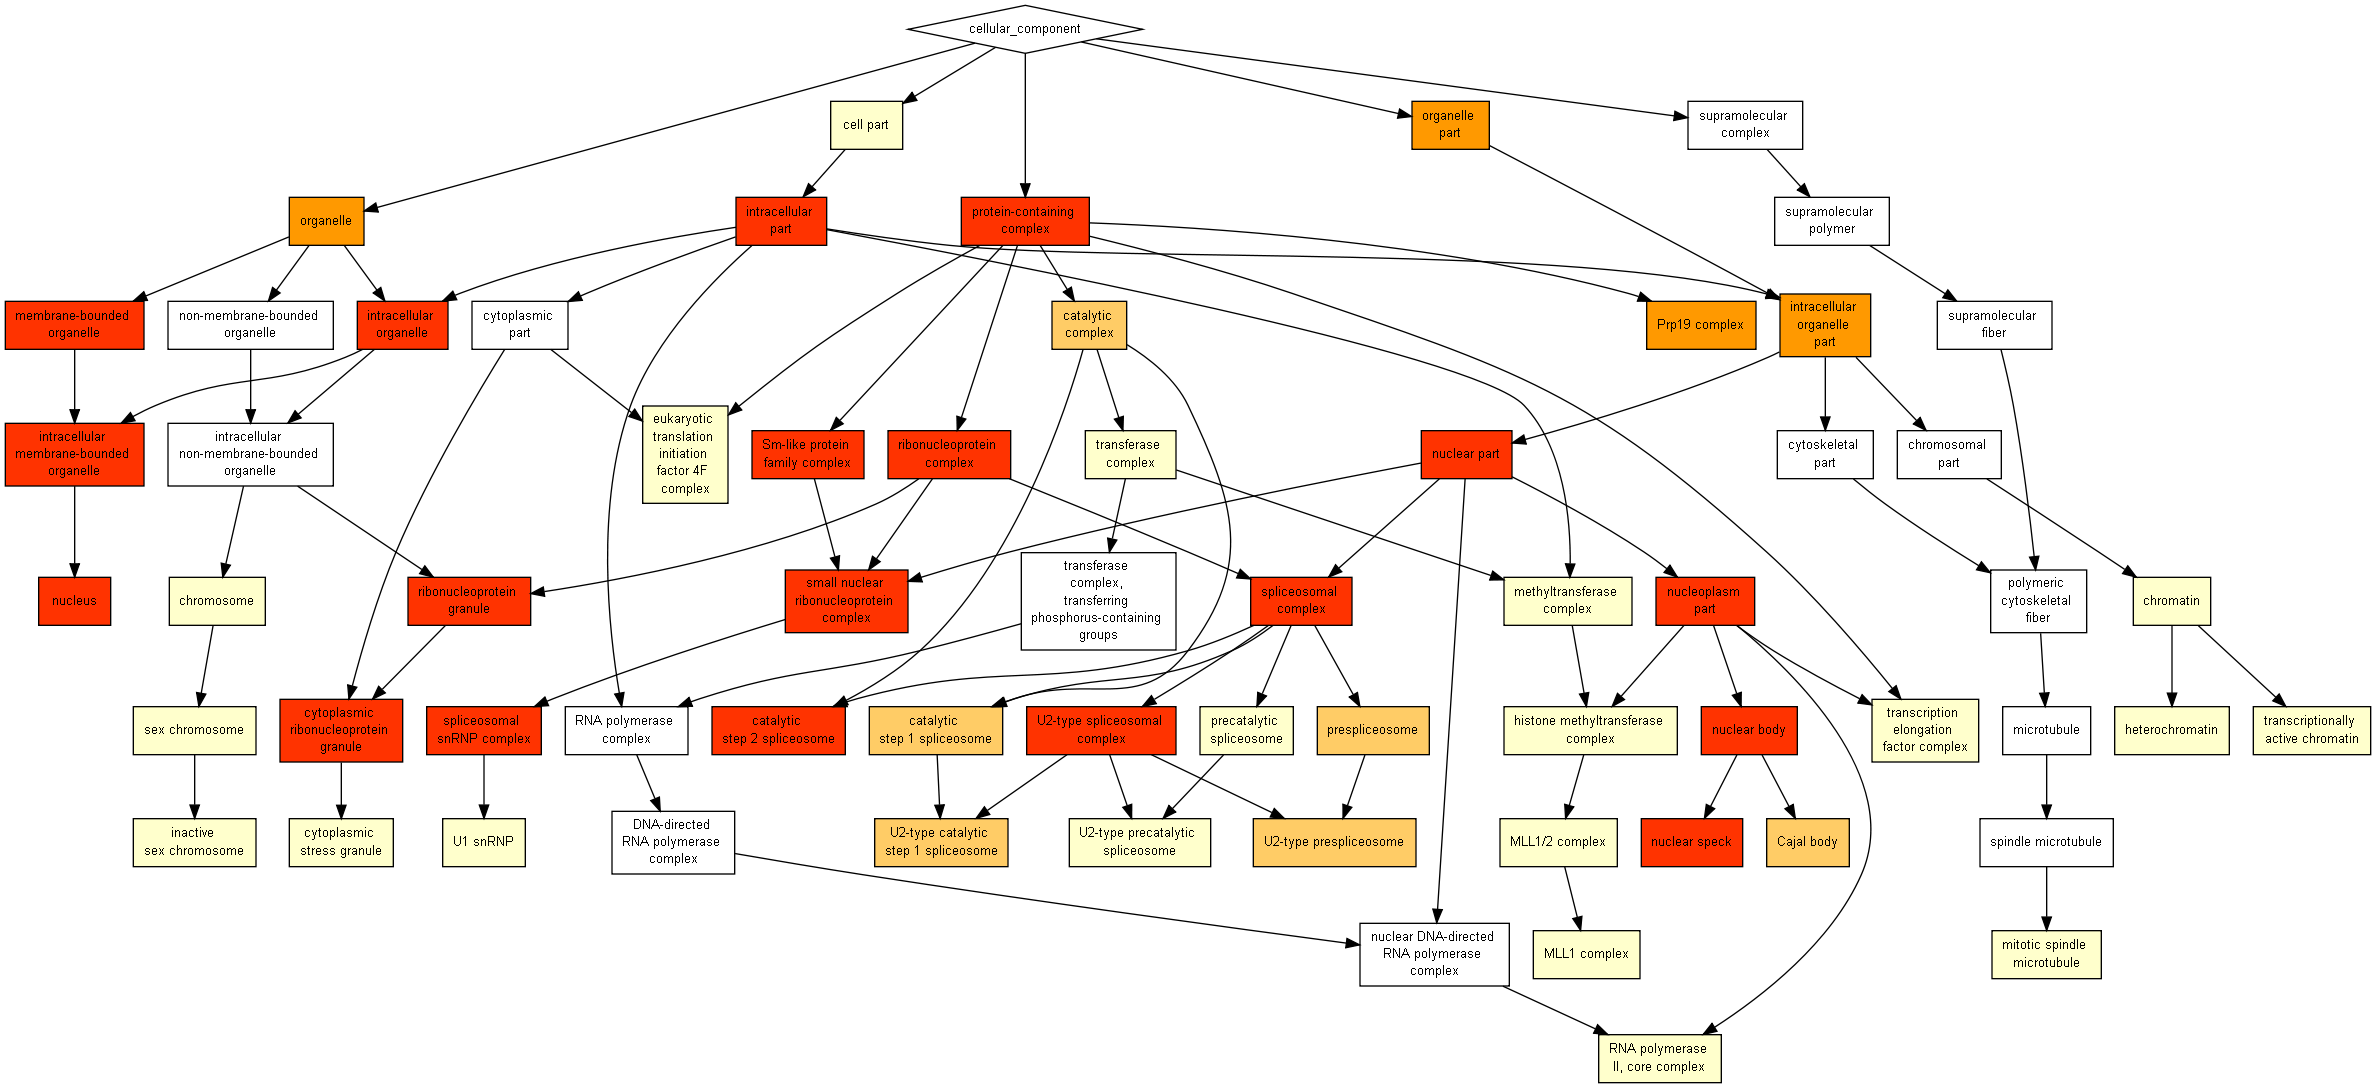 cellular_component
cell part
organelle
part
supramolecular
complex
organelle
intracellular
part
protein-containing
complex
supramolecular
polymer
membrane-bounded
organelle
non-membrane-bounded
organelle
intracellular
organelle
cytoplasmic
part
catalytic
complex
Prp19 complex
intracellular
organelle
part
supramolecular
fiber
intracellular
membrane-bounded
organelle
intracellular
non-membrane-bounded
organelle
eukaryotic
translation
initiation
factor 4F
complex
Sm-like protein
family complex
ribonucleoprotein
complex
transferase
complex
nuclear part
cytoskeletal
part
chromosomal
part
nucleus
chromosome
ribonucleoprotein
granule
small nuclear
ribonucleoprotein
complex
transferase
complex,
transferring
phosphorus-containing
groups
spliceosomal
complex
methyltransferase
complex
nucleoplasm
part
polymeric
cytoskeletal
fiber
chromatin
sex chromosome
cytoplasmic
ribonucleoprotein
granule
spliceosomal
snRNP complex
RNA polymerase
complex
catalytic
step 2 spliceosome
catalytic
step 1 spliceosome
U2-type spliceosomal
complex
precatalytic
spliceosome
prespliceosome
histone methyltransferase
complex
nuclear body
transcription
elongation
factor complex
microtubule
heterochromatin
transcriptionally
active chromatin
inactive
sex chromosome
cytoplasmic
stress granule
U1 snRNP
DNA-directed
RNA polymerase
complex
U2-type catalytic
step 1 spliceosome
U2-type precatalytic
spliceosome
U2-type prespliceosome
MLL1/2 complex
nuclear speck
Cajal body
spindle microtubule
nuclear DNA-directed
RNA polymerase
complex
MLL1 complex
mitotic spindle
microtubule
RNA polymerase
II, core complex